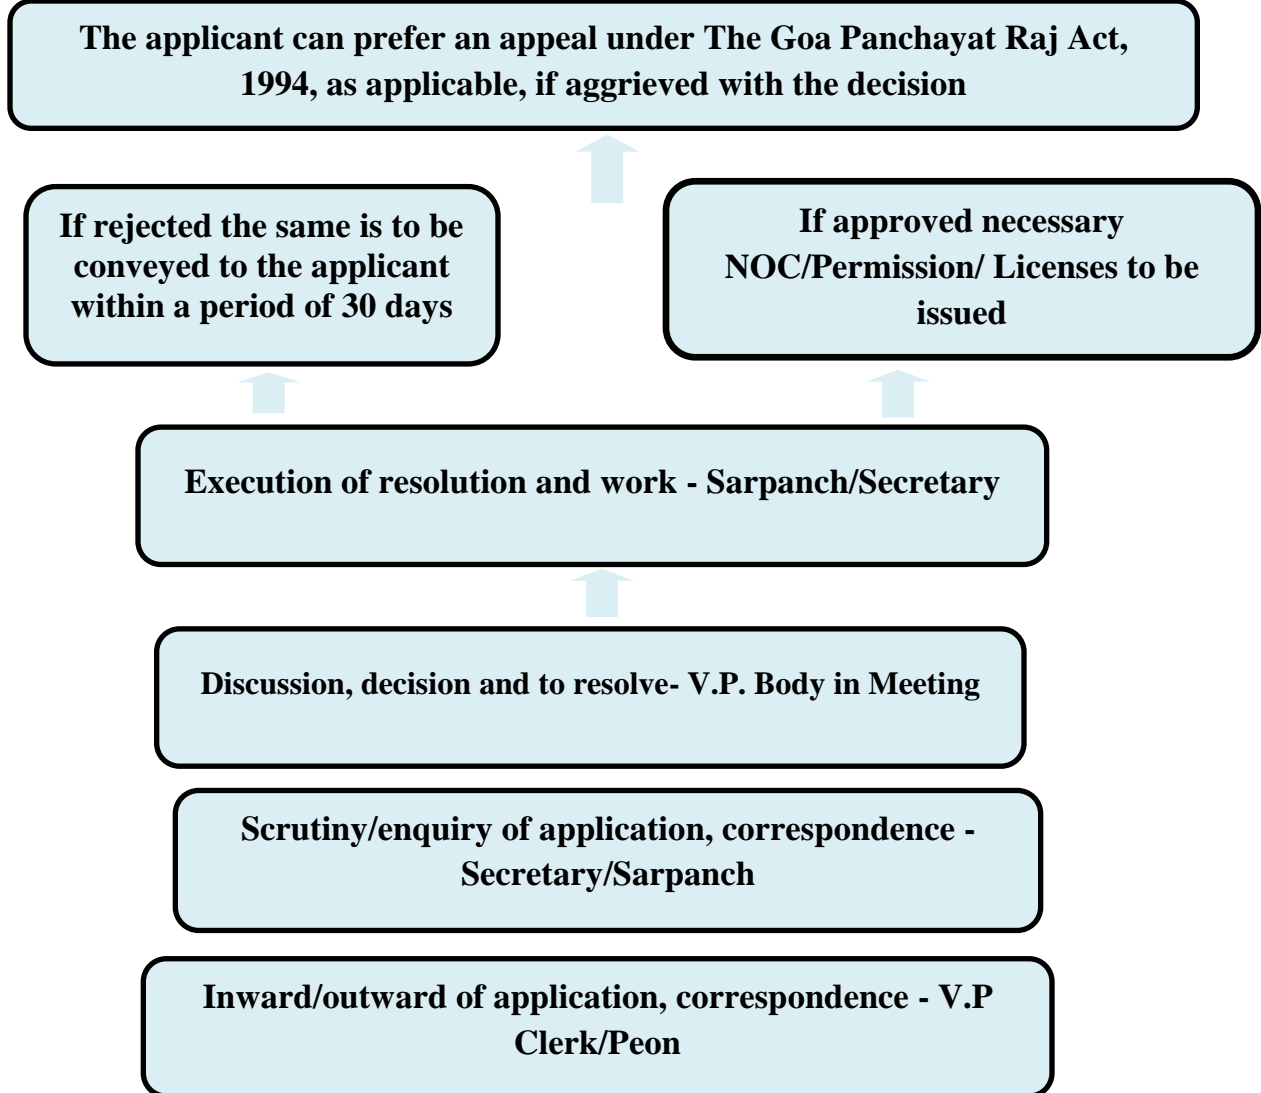 The applicant can prefer an appeal under The Goa Panchayat Raj Act,
1994, as applicable, if aggrieved with the decision
If rejected the same is to be
conveyed to the applicant
within a period of 30 days
If approved necessary
NOC/Permission/ Licenses to be
issued
Execution of resolution and work - Sarpanch/Secretary
Discussion, decision and to resolve- V.P. Body in Meeting
Scrutiny/enquiry of application, correspondence -
Secretary/Sarpanch
Inward/outward of application, correspondence - V.P
Clerk/Peon